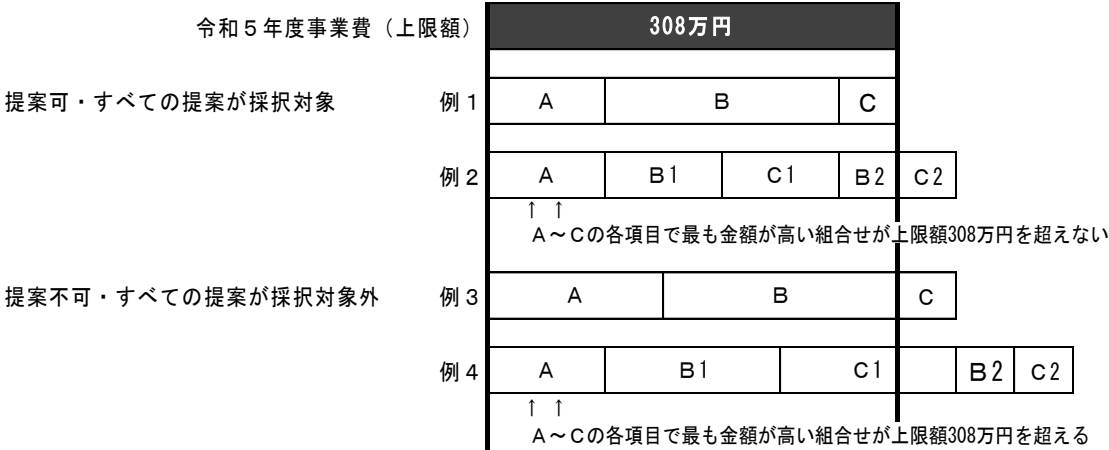 令和５年度事業費（上限額） 308万円
提案可・すべての提案が採択対象 例１ Ａ Ｂ Ｃ
例２ Ａ Ｂ1 Ｃ1 Ｂ2 Ｃ2
↑ ↑
Ａ～Ｃの各項目で最も金額が高い組合せが上限額308万円を超えない
提案不可・すべての提案が採択対象外 例３ Ａ Ｂ Ｃ
例４ Ａ Ｂ1 Ｃ1 Ｂ2 Ｃ2
↑ ↑
Ａ～Ｃの各項目で最も金額が高い組合せが上限額308万円を超える